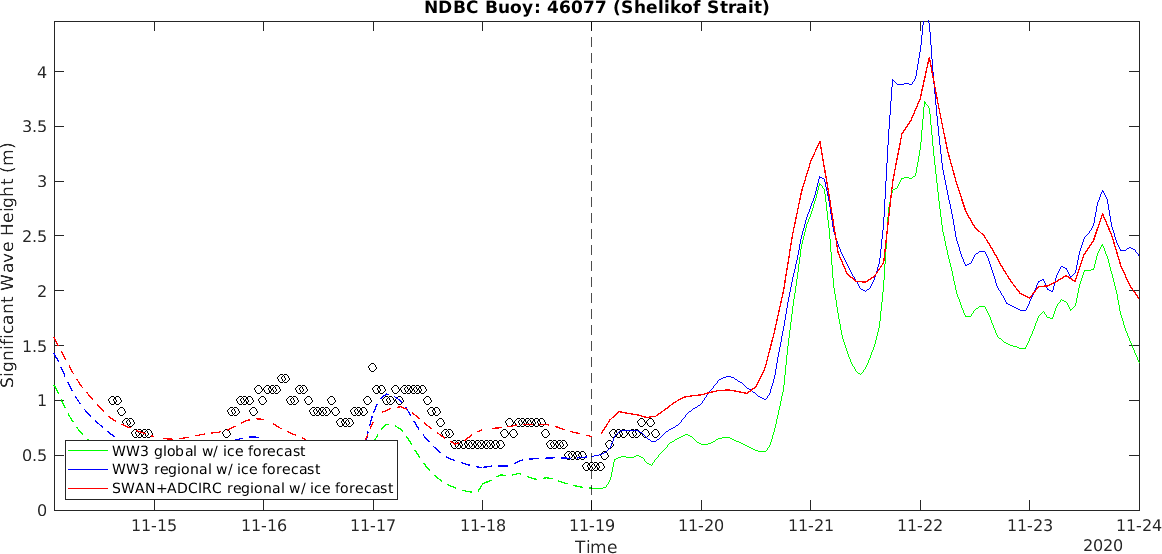 NDBC Buoy: 46077 (Shelikof Strait)
Significant Wave Height (m)
4
3.5
3
2.5
2
1.5
1
0.5
0
WW3 global w/ ice forecast
WW3 regional w/ ice forecast
SWAN+ADCIRC regional w/ ice forecast
11-15 11-16 11-17 11-18 11-19 11-20 11-21 11-22 11-23 11-24
Time
2020